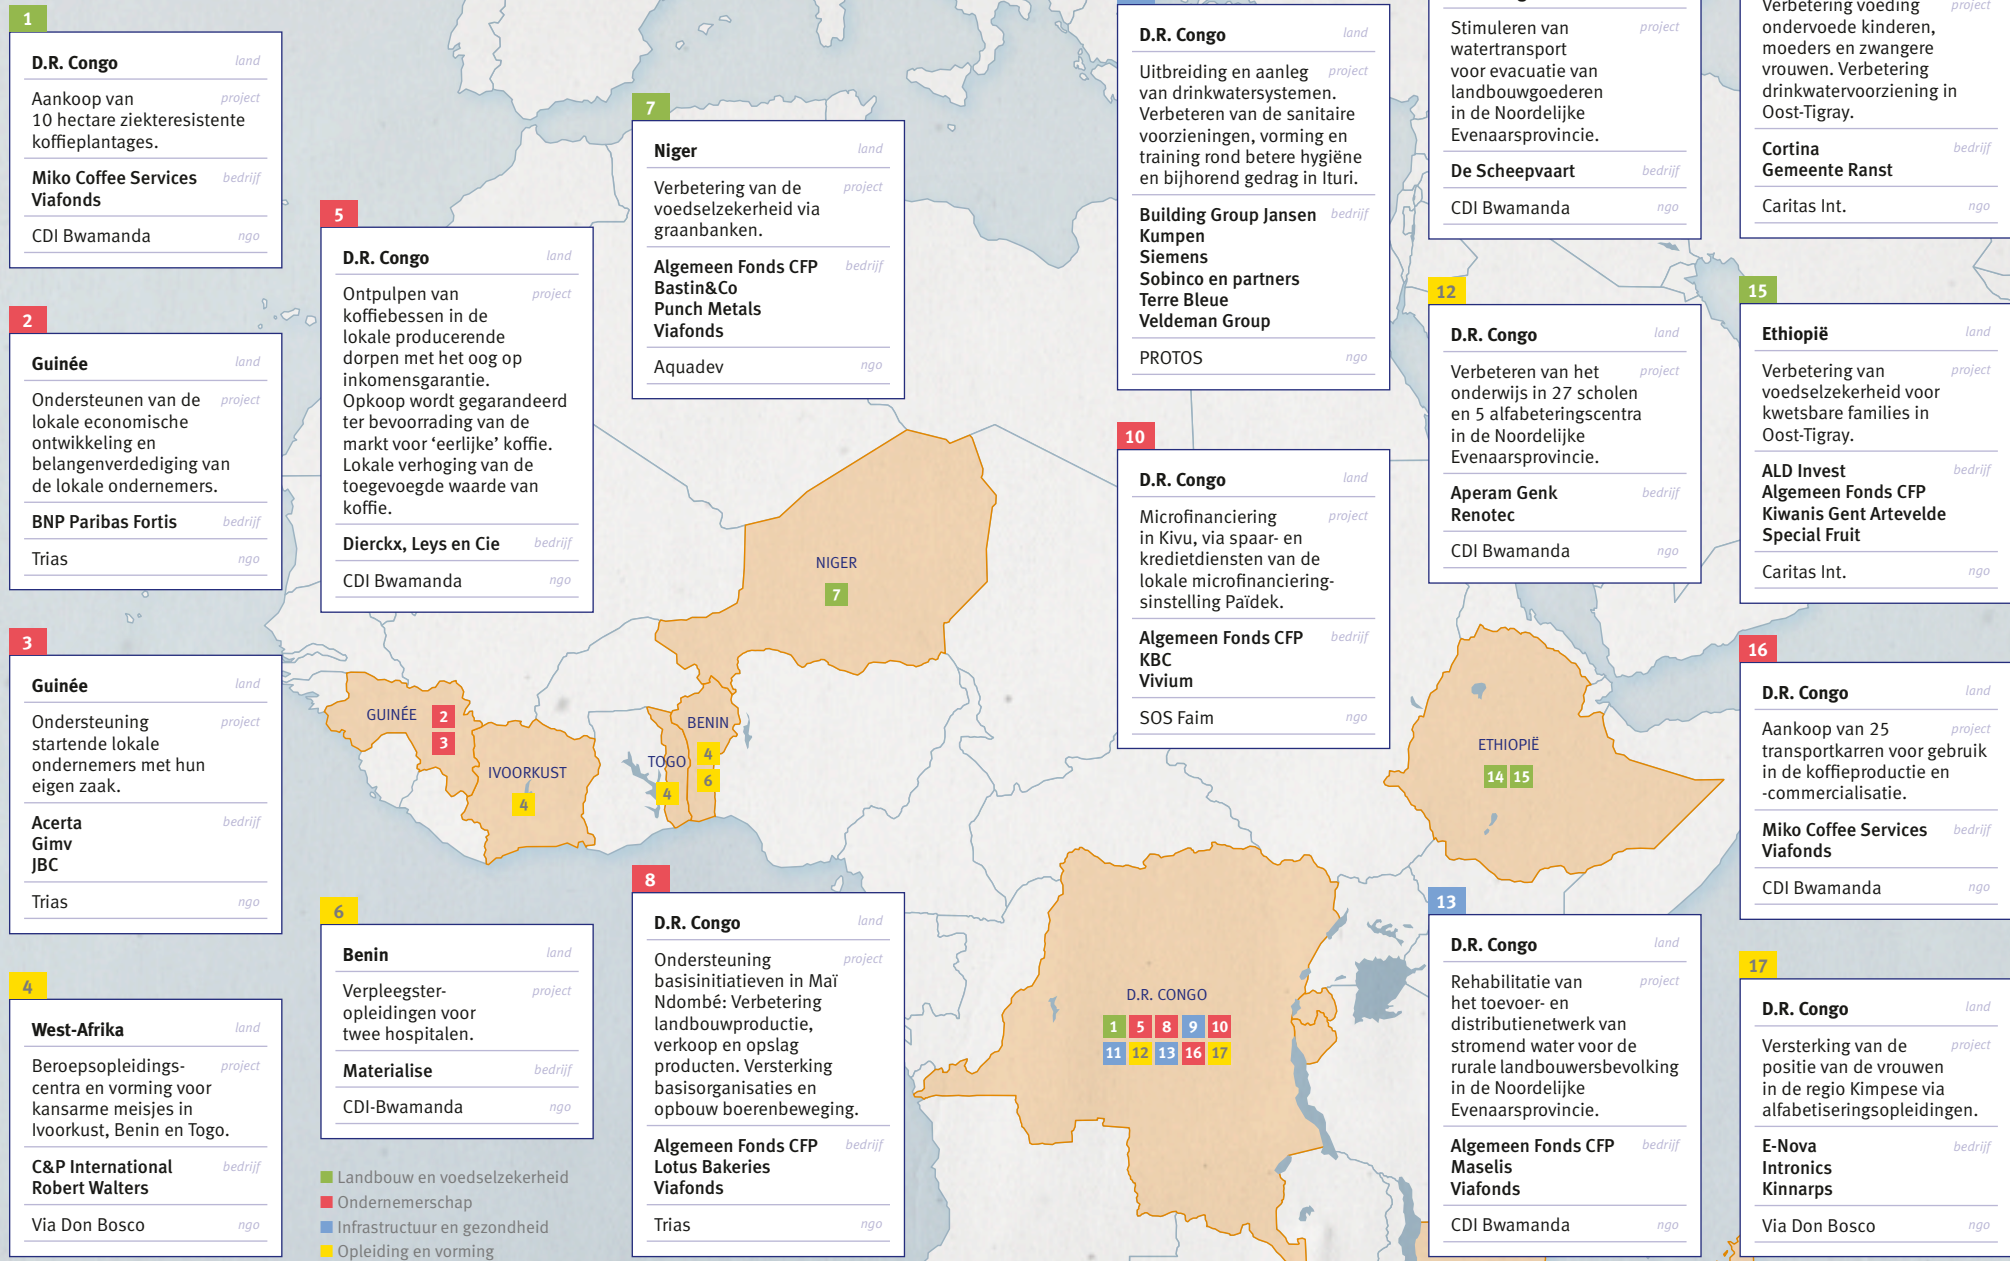 1
D.R. Congo land
Aankoop van project
10 hectare ziekteresistente
koffieplantages.
Miko Coffee Services bedrijf
Viafonds
CDI Bwamanda ngo
2
Guinée land
Ondersteunen van de project
lokale economische
ontwikkeling en
belangenverdediging van
de lokale ondernemers.
BNP Paribas Fortis bedrijf
Trias ngo
3
Guinée land
Ondersteuning project
startende lokale
ondernemers met hun
eigen zaak.
Acerta bedrijf
Gimv
JBC
Trias ngo
4
West-Afrika land
Beroepsopleidings- project
centra en vorming voor
kansarme meisjes in
Ivoorkust, Benin en Togo.
C&P International bedrijf
Robert Walters
Via Don Bosco ngo
5
D.R. Congo land
Ontpulpen van project
koffiebessen in de
lokale producerende
dorpen met het oog op
inkomensgarantie.
Opkoop wordt gegarandeerd
ter bevoorrading van de
markt voor ‘eerlijke’ koffie.
Lokale verhoging van de
toegevoegde waarde van
koffie.
Dierckx, Leys en Cie bedrijf
CDI Bwamanda ngo
6
Benin land
Verpleegster- project
opleidingen voor
twee hospitalen.
Materialise bedrijf
CDI-Bwamanda ngo
Landbouw en voedselzekerheid
Ondernemerschap
Infrastructuur en gezondheid
Opleiding en vorming
7
Niger land
Verbetering van de project
voedselzekerheid via
graanbanken.
Algemeen Fonds CFP bedrijf
Bastin&Co
Punch Metals
Viafonds
Aquadev ngo
8
D.R. Congo land
Ondersteuning project
basisinitiatieven in Maï
Ndombé: Verbetering
landbouwproductie,
verkoop en opslag
producten. Versterking
basisorganisaties en
opbouw boerenbeweging.
Algemeen Fonds CFP bedrijf
Lotus Bakeries
Viafonds
Trias ngo
D.R. Congo land
Uitbreiding en aanleg project
van drinkwatersystemen.
Verbeteren van de sanitaire
voorzieningen, vorming en
training rond betere hygiëne
en bijhorend gedrag in Ituri.
Building Group Jansen bedrijf
Kumpen
Siemens
Sobinco en partners
Terre Bleue
Veldeman Group
PROTOS ngo
10
D.R. Congo land
Microfinanciering project
in Kivu, via spaar- en
kredietdiensten van de
lokale microfinanciering-
sinstelling Païdek.
Algemeen Fonds CFP bedrijf
KBC
Vivium
SOS Faim ngo
Stimuleren van project
watertransport
voor evacuatie van
landbouwgoederen
in de Noordelijke
Evenaarsprovincie.
De Scheepvaart bedrijf
CDI Bwamanda ngo
12
D.R. Congo land
Verbeteren van het project
onderwijs in 27 scholen
en 5 alfabeteringscentra
in de Noordelijke
Evenaarsprovincie.
Aperam Genk bedrijf
Renotec
CDI Bwamanda ngo
13
D.R. Congo land
Rehabilitatie van project
het toevoer- en
distributienetwerk van
stromend water voor de
rurale landbouwersbevolking
in de Noordelijke
Evenaarsprovincie.
Algemeen Fonds CFP bedrijf
Maselis
Viafonds
CDI Bwamanda ngo
Verbetering voeding project
ondervoede kinderen,
moeders en zwangere
vrouwen. Verbetering
drinkwatervoorziening in
Oost-Tigray.
Cortina bedrijf
Gemeente Ranst
Caritas Int. ngo
15
Ethiopië land
Verbetering van project
voedselzekerheid voor
kwetsbare families in
Oost-Tigray.
ALD Invest bedrijf
Algemeen Fonds CFP
Kiwanis Gent Artevelde
Special Fruit
Caritas Int. ngo
16
D.R. Congo land
Aankoop van 25 project
transportkarren voor gebruik
in de koffieproductie en
-commercialisatie.
Miko Coffee Services bedrijf
Viafonds
CDI Bwamanda ngo
17
D.R. Congo land
Versterking van de project
positie van de vrouwen
in de regio Kimpese via
alfabetiseringsopleidingen.
E-Nova bedrijf
Intronics
Kinnarps
Via Don Bosco ngo
NIGER
7
GUINÉE 2
3
IVOORKUST
4
TOGO
4
BENIN
4
6
ETHIOPIË
14 15
D.R. CONGO
1 5 8 9 10
11 12 13 16 17